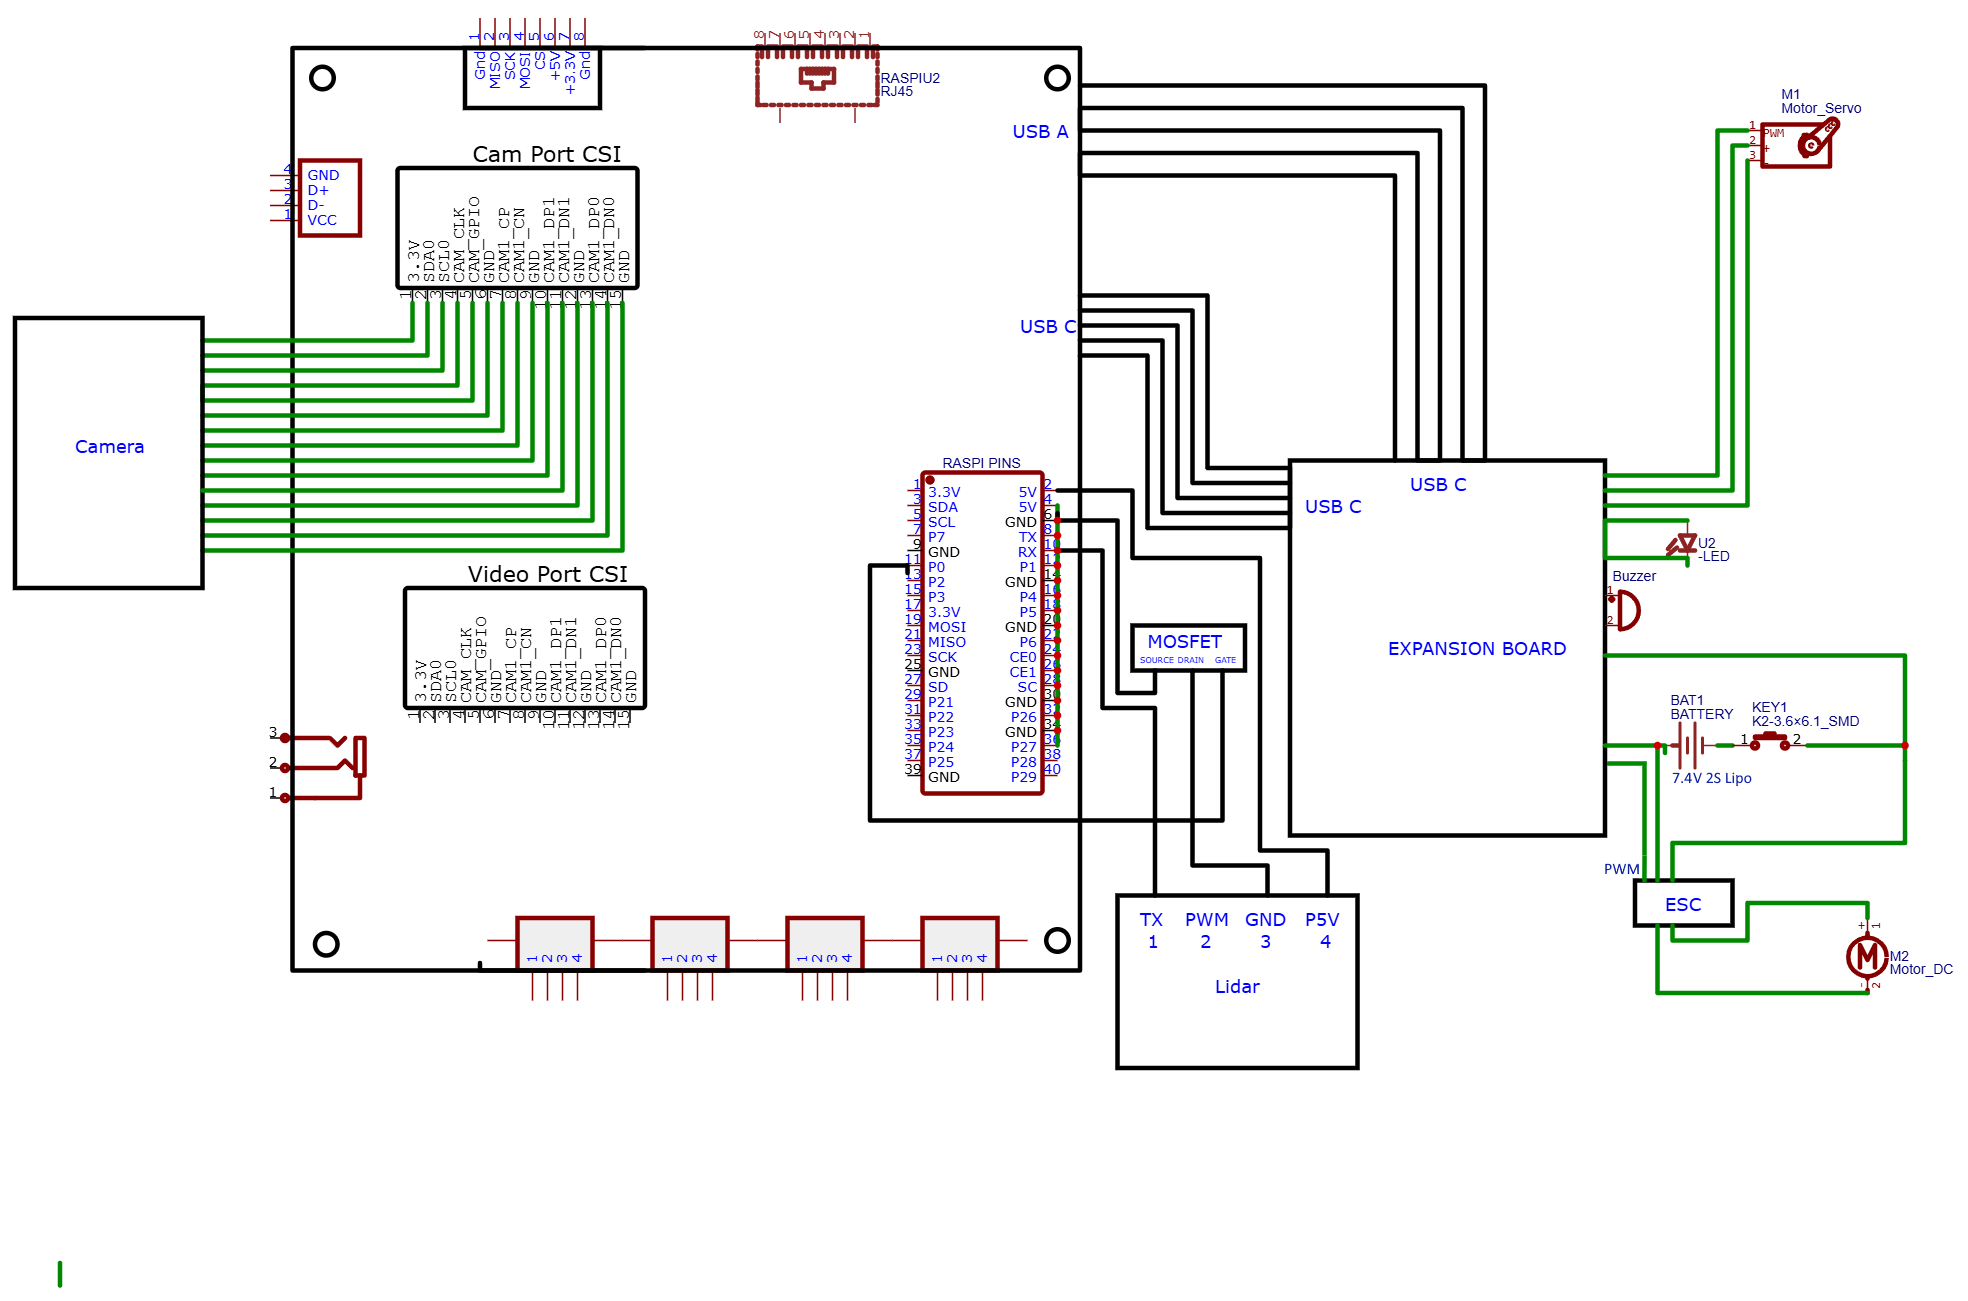 1 2 3 4 5 6 7 8
Gnd MISO SCK MOSI CS +5V +3.3V Gnd
8 7 6 5 4 3 2 1
RASPIU2
RJ45
USB A
M1
Motor_Servo
1 PWM
2 +
3 -
Cam Port CSI
4 GND
3 D+
2 D-
1 VCC
3.3V SDA0 SCL0 CAM_CLK CAM_GPIO GND_ CAM1_CP CAM1_CN GND CAM1_DP1 CAM1_DN1 GND CAM1_DP0 CAM1_DN0 GND
1 2 3 4 5 6 7 8 9 10 11 12 13 14 15
USB C
Camera
RASPI PINS
1 3.3V 5V 2
3 SDA 5V 4
5 SCL GND 6
7 P7 TX 8
9 GND RX 10
11 P0 P1
13 P2 GND 14
15 P3 P4 16
17 3.3V P5 18
19 MOSI GND 20
21 MISO P6
23 SCK CE0 24
25 GND CE1 26
27 SD SC 28
29 P21 GND 30
31 P22 P26
33 P23 GND 34
35 P24 P27 36
37 P25 P28 38
39 GND P29 40
USB C
USB C
EXPANSION BOARD
U2
-LED
Buzzer
1
2
MOSFET
SOURCE DRAIN GATE
Video Port CSI
3.3V SDA0 SCL0 CAM_CLK CAM_GPIO GND_ CAM1_CP CAM1_CN GND CAM1_DP1 CAM1_DN1 GND CAM1_DP0 CAM1_DN0 GND
1 2 3 4 5 6 7 8 9 10 11 12 13 14 15
3
2
1
BAT1
BATTERY
KEY1
K2-3.6×6.1_SMD
1 2
7.4V 2S Lipo
PWM
ESC
+ 1
M
M2
Motor_DC
- 2
TX PWM GND P5V
1 2 3 4
Lidar
1 2 3 4
1 2 3 4
1 2 3 4
1 2 3 4